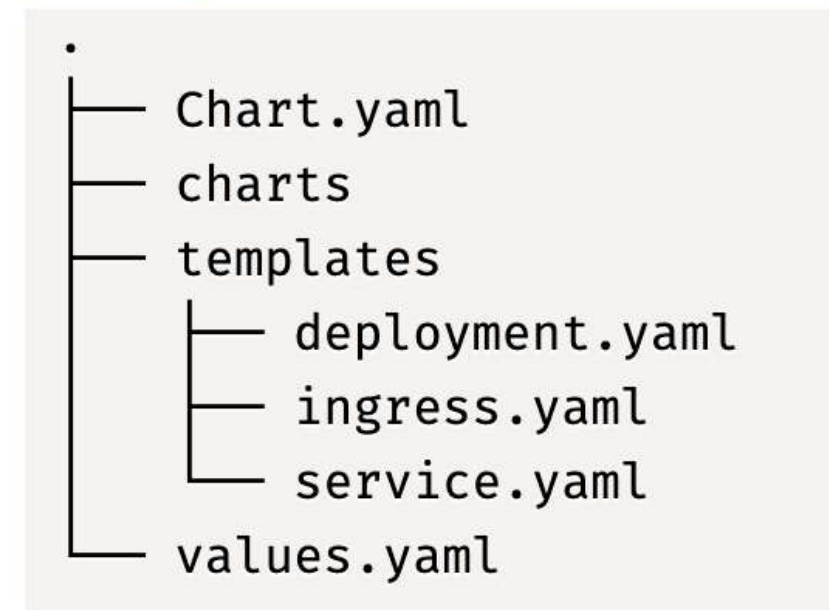 .
Chart.yaml
charts
templates
deployment.yaml
ingress.yaml
service.yaml
values.yaml